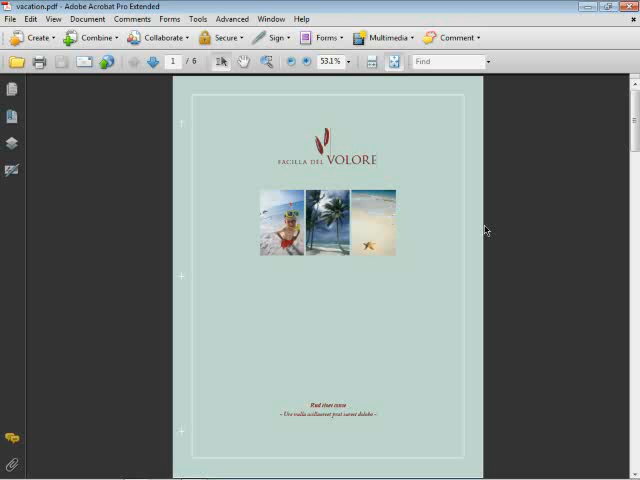 vacation.pdf - Adobe Acrobat Pro Extended
File Edit View Document Comments Forms Tools Advanced Window Help
Create Combine Collaborate Secure Sign Forms Multimedia Comment
1 / 6 53.1% Find
FACILLA DEL VOLORE